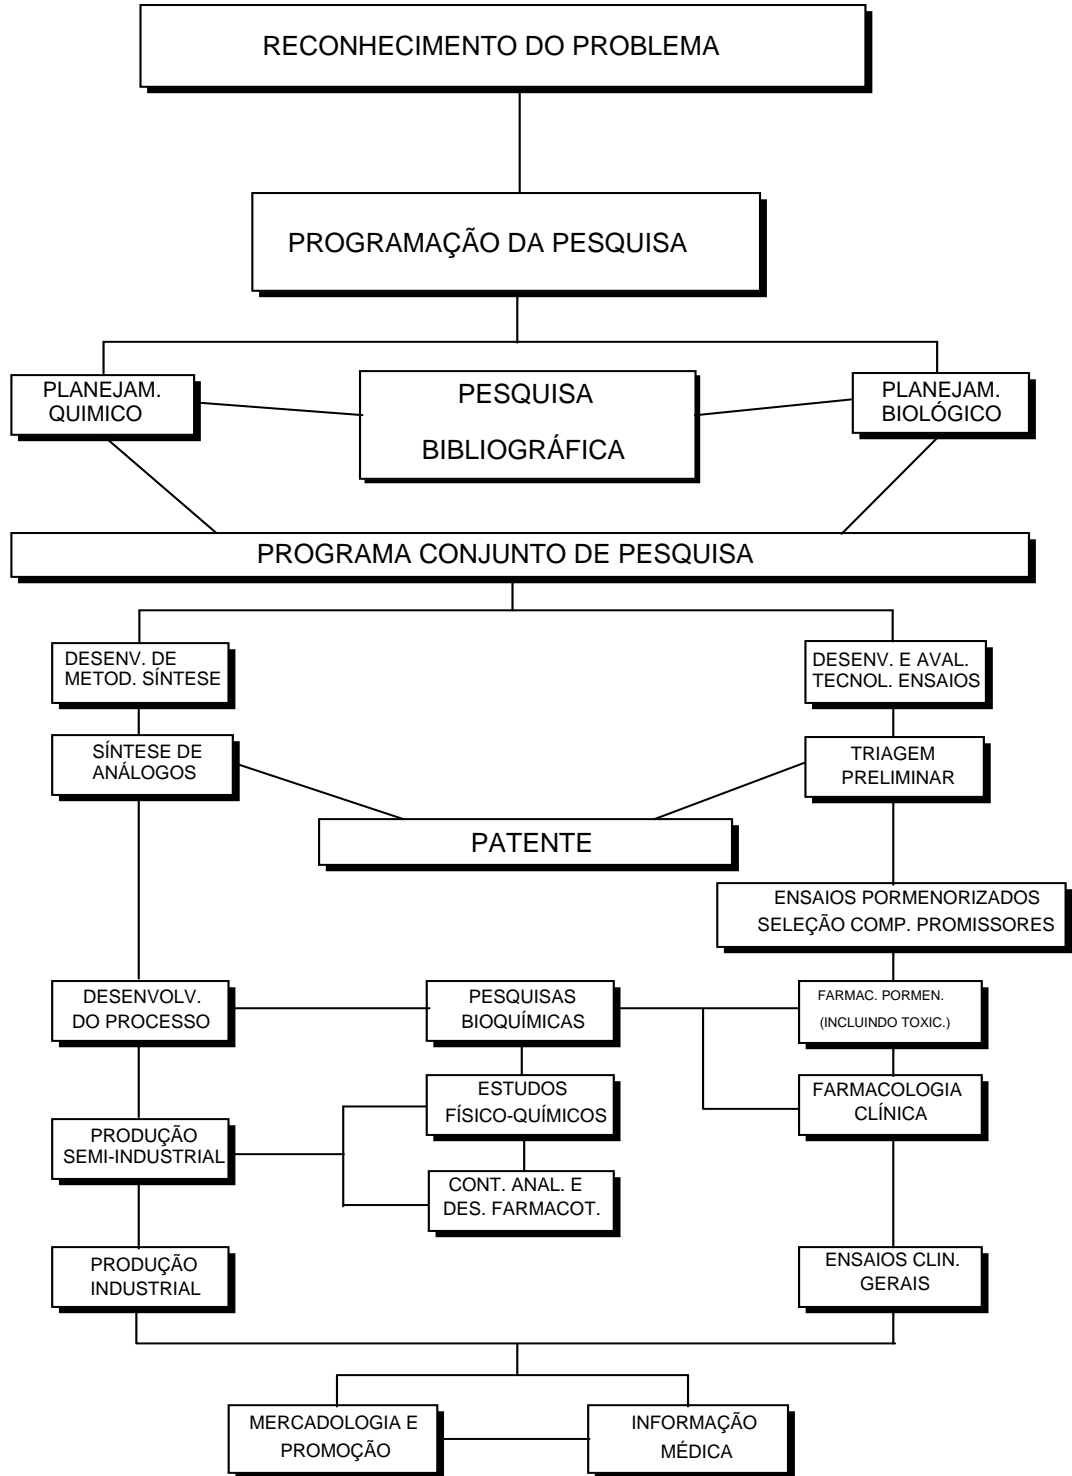 RECONHECIMENTO DO PROBLEMA
PROGRAMAÇÃO DA PESQUISA
PLANEJAM.
QUIMICO
PESQUISA
BIBLIOGRÁFICA
PLANEJAM.
BIOLÓGICO
PROGRAMA CONJUNTO DE PESQUISA
DESENV. DE
METOD. SÍNTESE
DESENV. E AVAL.
TECNOL. ENSAIOS
SÍNTESE DE
ANÁLOGOS
TRIAGEM
PRELIMINAR
PATENTE
ENSAIOS PORMENORIZADOS
SELEÇÃO COMP. PROMISSORES
DESENVOLV.
DO PROCESSO
PESQUISAS
BIOQUÍMICAS
FARMAC. PORMEN.
(INCLUINDO TOXIC.)
ESTUDOS
FÍSICO-QUÍMICOS
FARMACOLOGIA
CLÍNICA
PRODUÇÃO
SEMI-INDUSTRIAL
CONT. ANAL. E
DES. FARMACOT.
PRODUÇÃO
INDUSTRIAL
ENSAIOS CLIN.
GERAIS
MERCADOLOGIA E
PROMOÇÃO
INFORMAÇÃO
MÉDICA